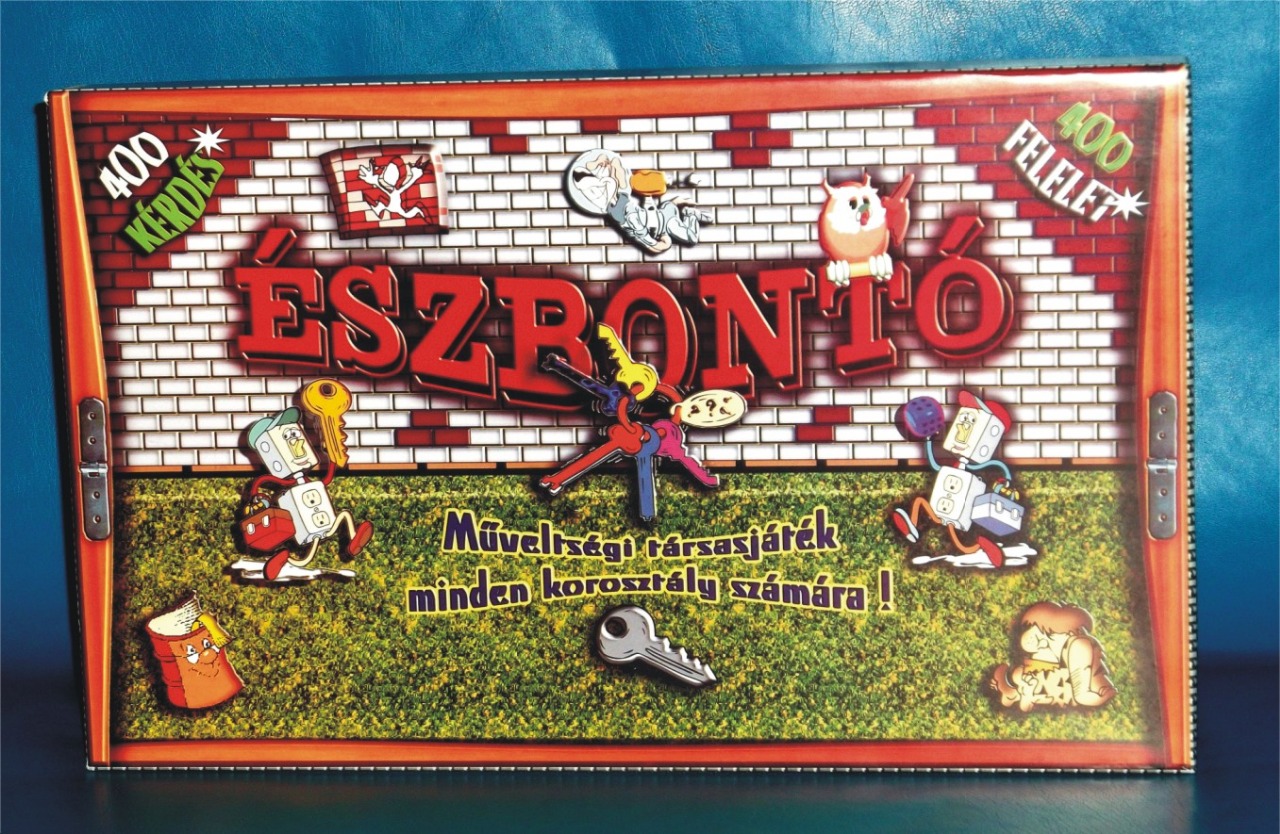 400
KÉRDÉS
400
FELELET
ÉSZBONTÓ
???
Műveltségi társasjáték
minden korosztály számára !